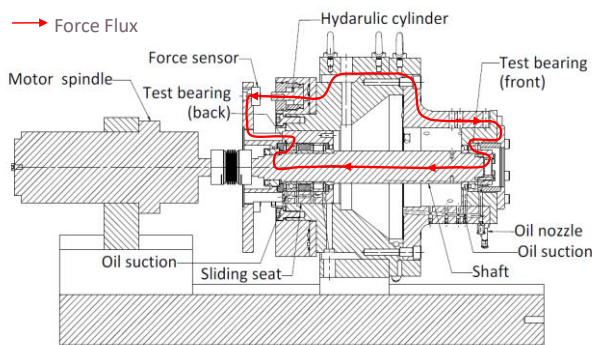 Force Flux
Hydarulic cylinder
Force sensor
Motor spindle
Test bearing
(back)
Test bearing
(front)
Oil nozzle
Oil suction
Oil suction
Sliding seat
Shaft